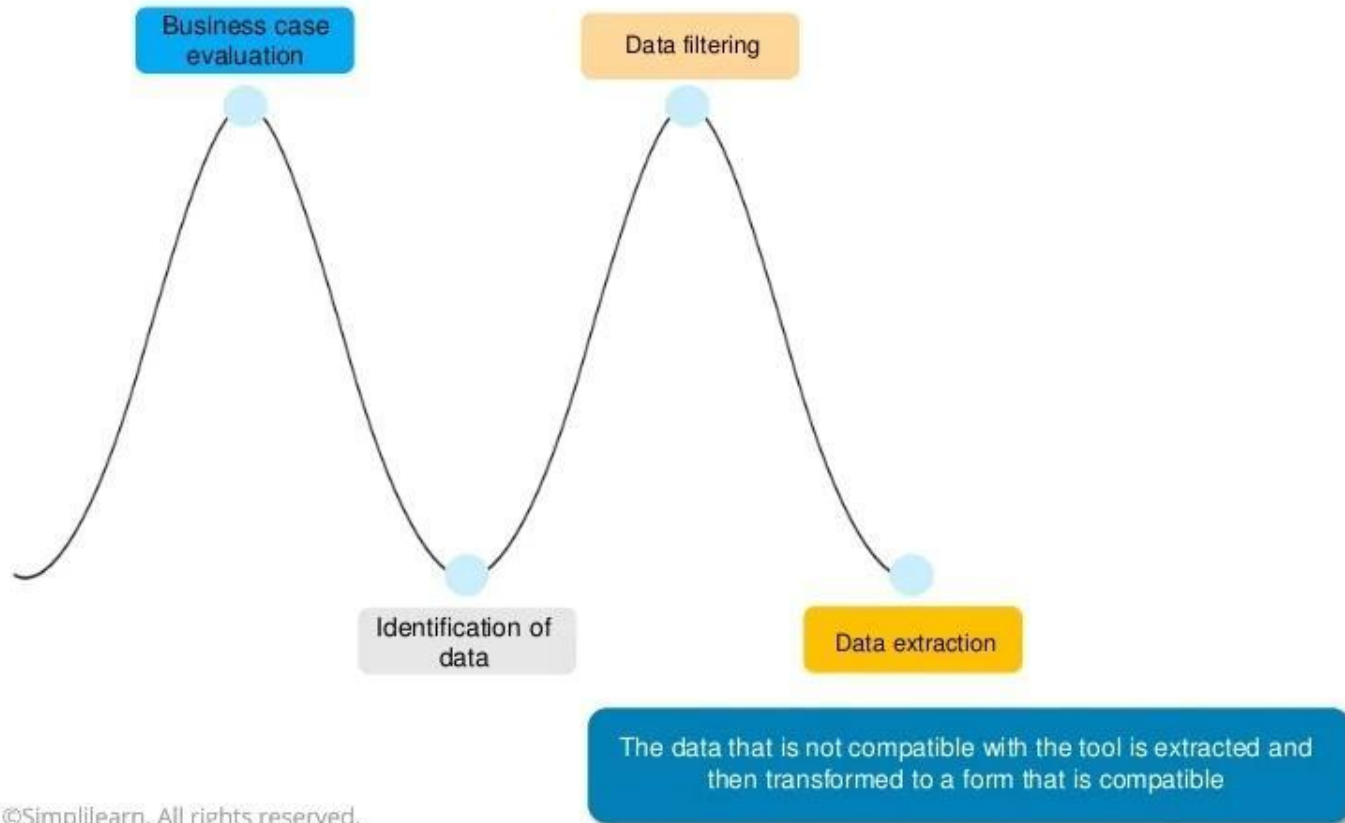 Business case
evaluation
Data filtering
Identification of
data
Data extraction
The data that is not compatible with the tool is extracted and
then transformed to a form that is compatible
©Simplilearn. All rights reserved.